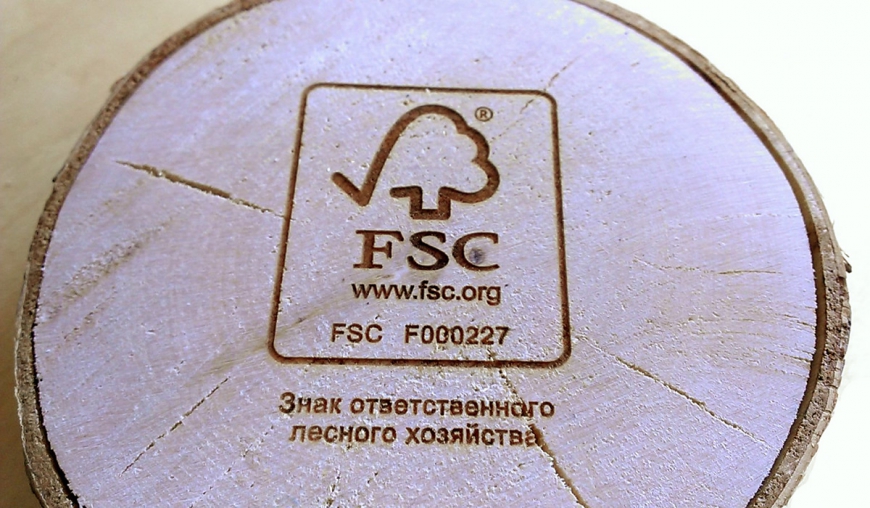 ®
FSC
www.fsc.org
FSC F000227
Знак ответственного
лесного хозяйства